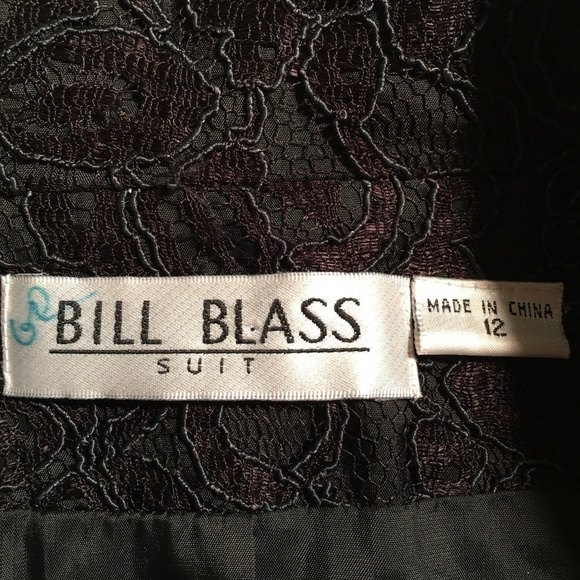 BILL BLASS
SUIT
MADE IN CHINA
12